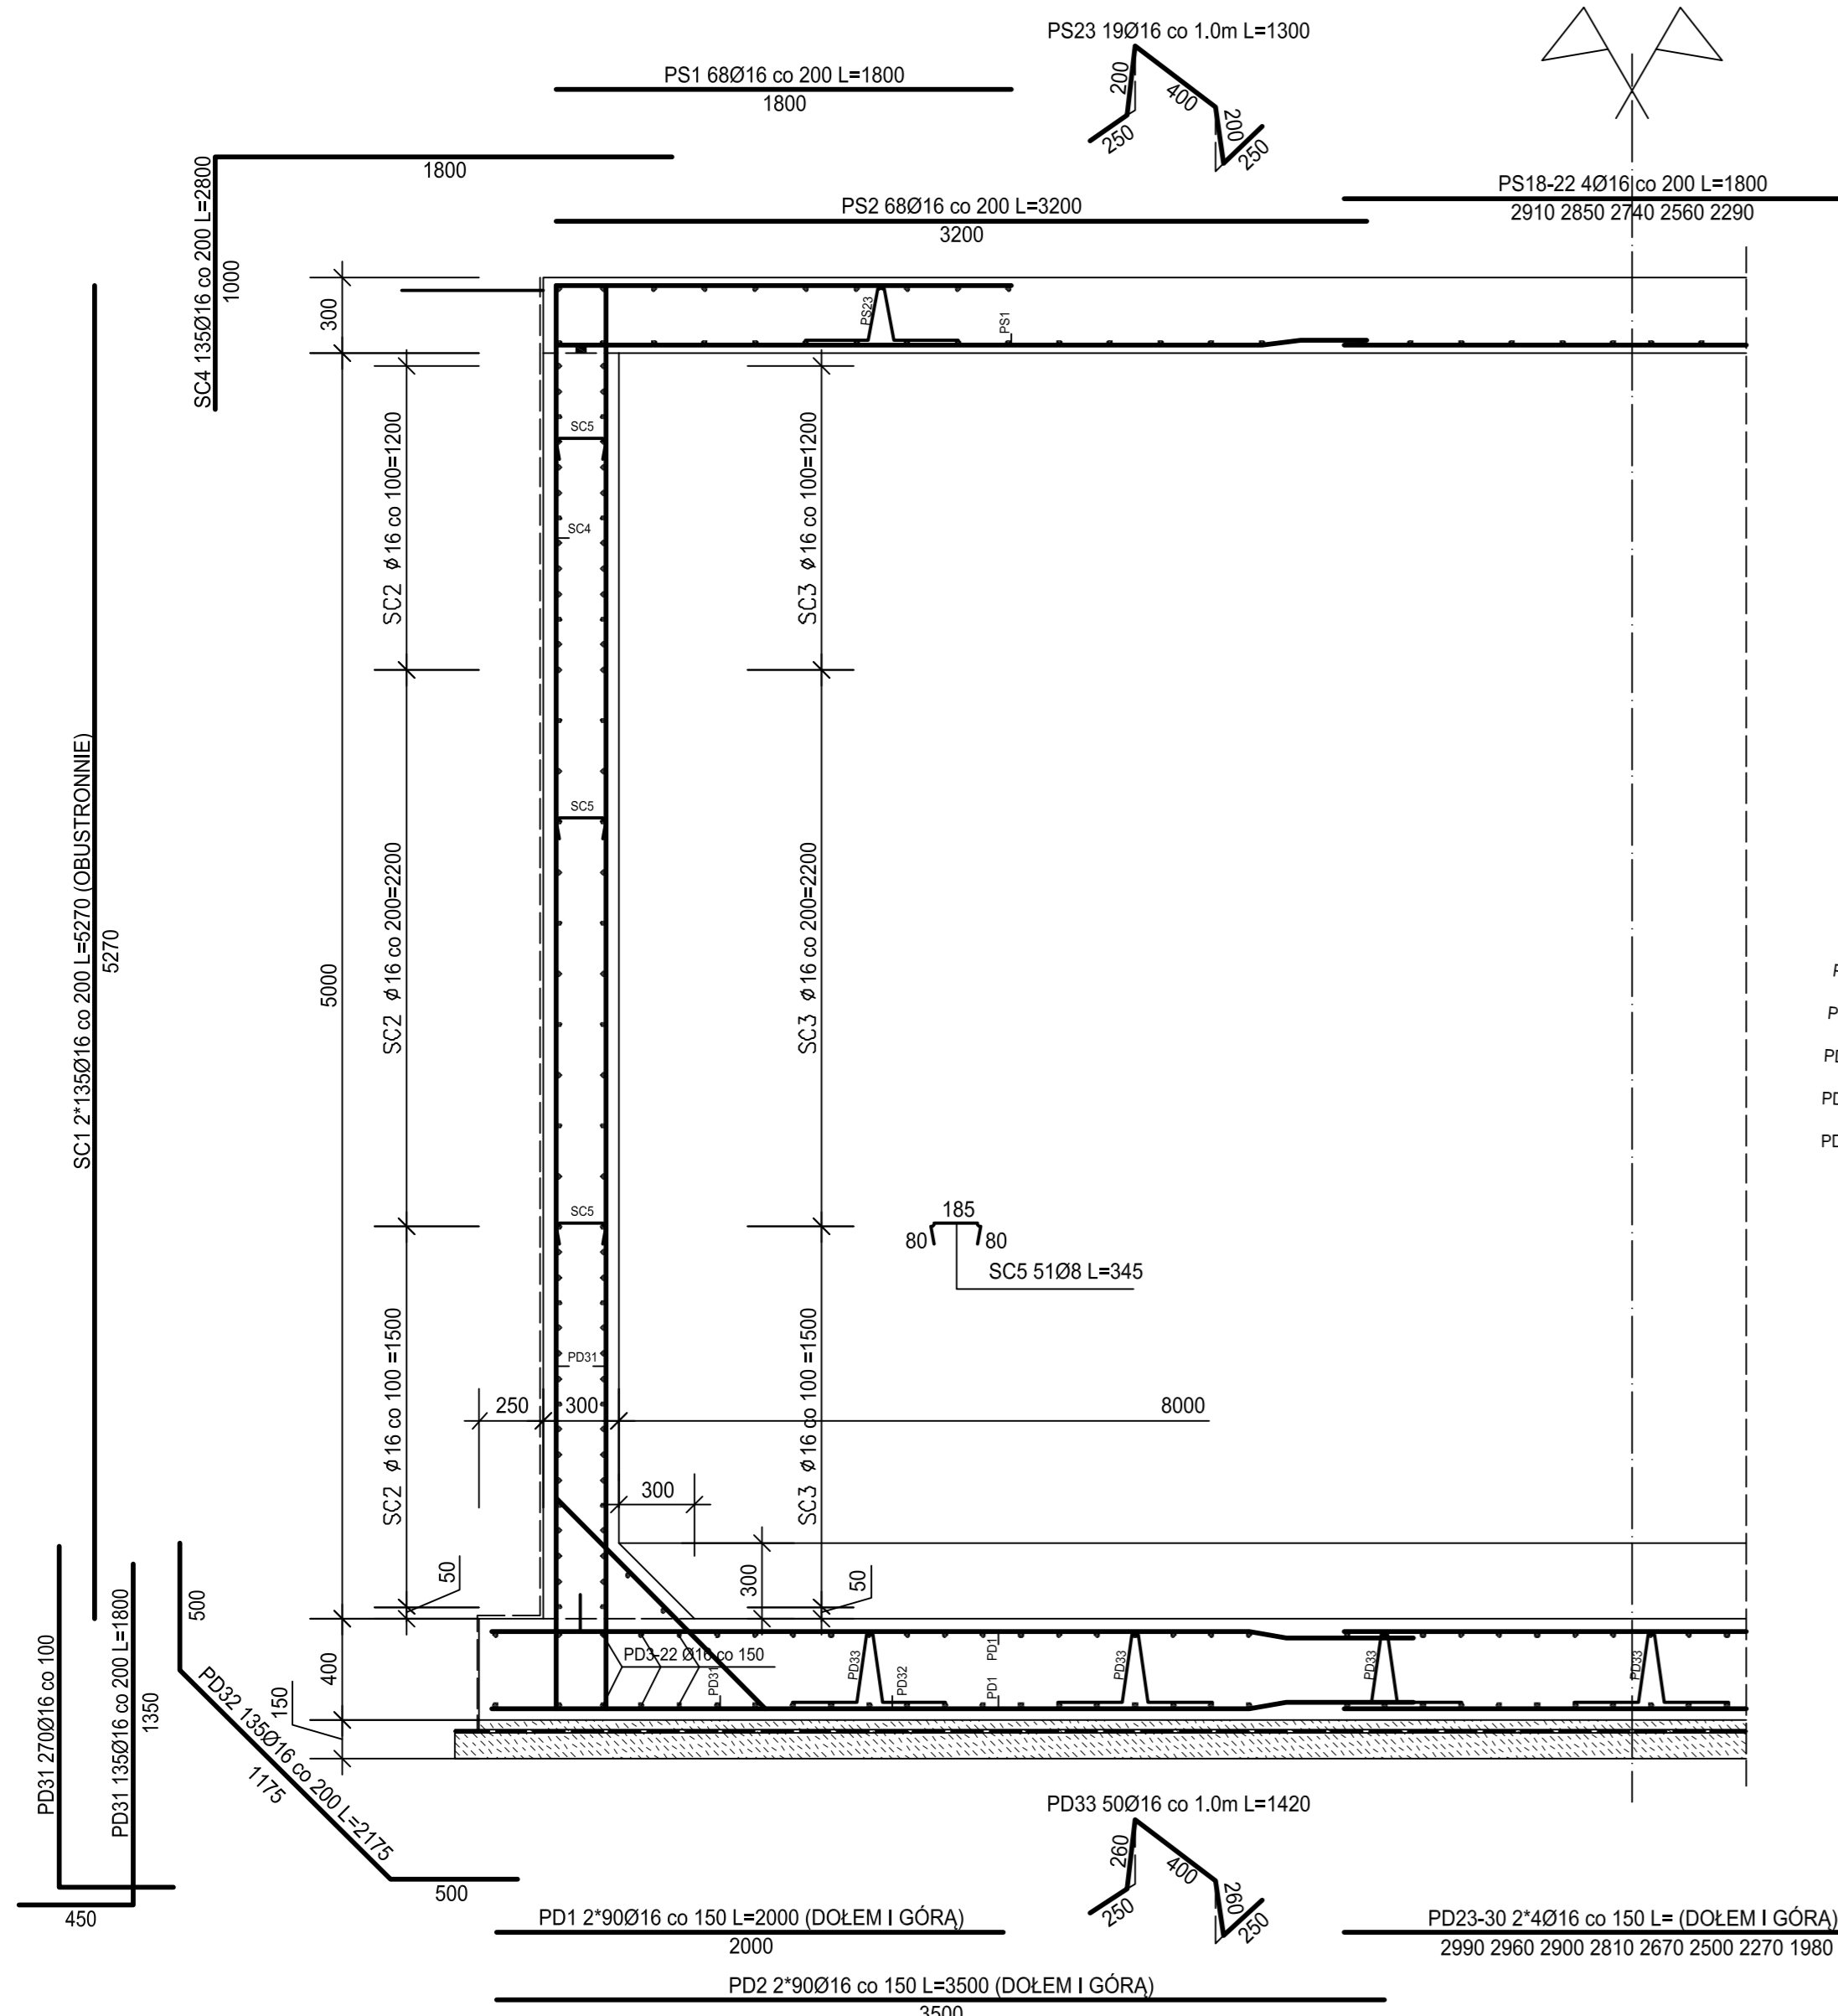 PS23 19Ø16 co 1.0m L=1300
200
400
200
250
250
PS1 68Ø16 co 200 L=1800
1800
SC4 135Ø16 co 200 L=2800
1800
1000
PS2 68Ø16 co 200 L=3200
3200
PS18-22 4Ø16 co 200 L=1800
2910 2850 2740 2560 2290
300
PS23
PS1
SC5
SC4
SC2 ϕ16 co 100=1200
SC3 ϕ16 co 100=1200
SC1 2*135Ø16 co 200 L=5270 (OBUSTRONNIE)
5270
5000
SC5
SC2 ϕ16 co 200=2200
SC3 ϕ16 co 200=2200
P
PD
PD
PD
SC5
185
80
80
SC5 51Ø8 L=345
PD31
SC2 ϕ16 co 100 =1500
SC3 ϕ16 co 100 =1500
250
300
8000
300
300
50
50
PD31 270Ø16 co 100
PD31 135Ø16 co 200 L=1800
1350
450
500
PD32 135Ø16 co 200 L=2175
1175
500
400
150
PD3-22 Ø16 co 150
PD31
PD33
PD32
PD1
PD1
PD33
PD33
PD33
PD33 50Ø16 co 1.0m L=1420
260
400
260
250
250
PD1 2*90Ø16 co 150 L=2000 (DOŁEM I GÓRĄ)
2000
PD23-30 2*4Ø16 co 150 L= (DOŁEM I GÓRĄ)
2990 2960 2900 2810 2670 2500 2270 1980
PD2 2*90Ø16 co 150 L=3500 (DOŁEM I GÓRĄ)
3500